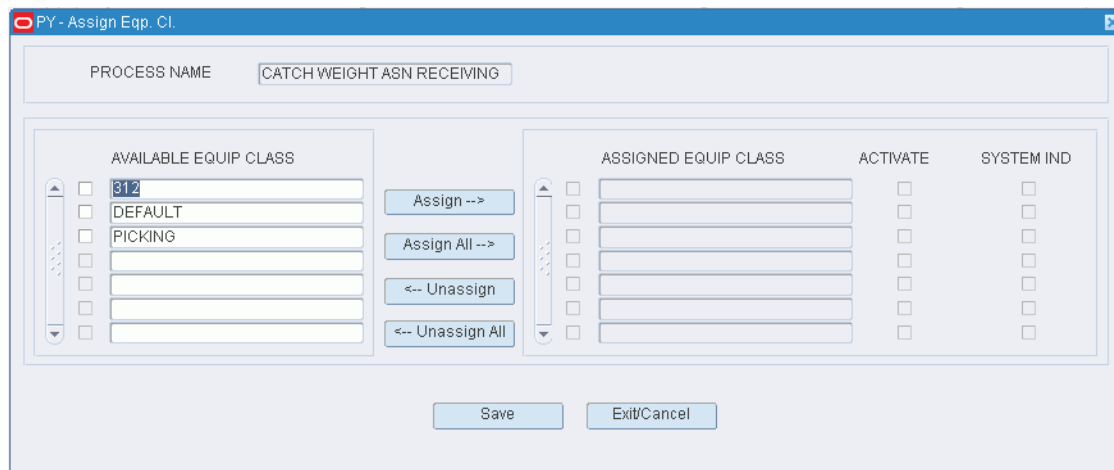 PY - Assign Eqp. Cl.
PROCESS NAME CATCH WEIGHT ASN RECEIVING
AVAILABLE EQUIP CLASS
312
DEFAULT
PICKING
Assign -->
Assign All -->
<-- Unassign
<-- Unassign All
ASSIGNED EQUIP CLASS ACTIVATE SYSTEM IND
Save Exit/Cancel